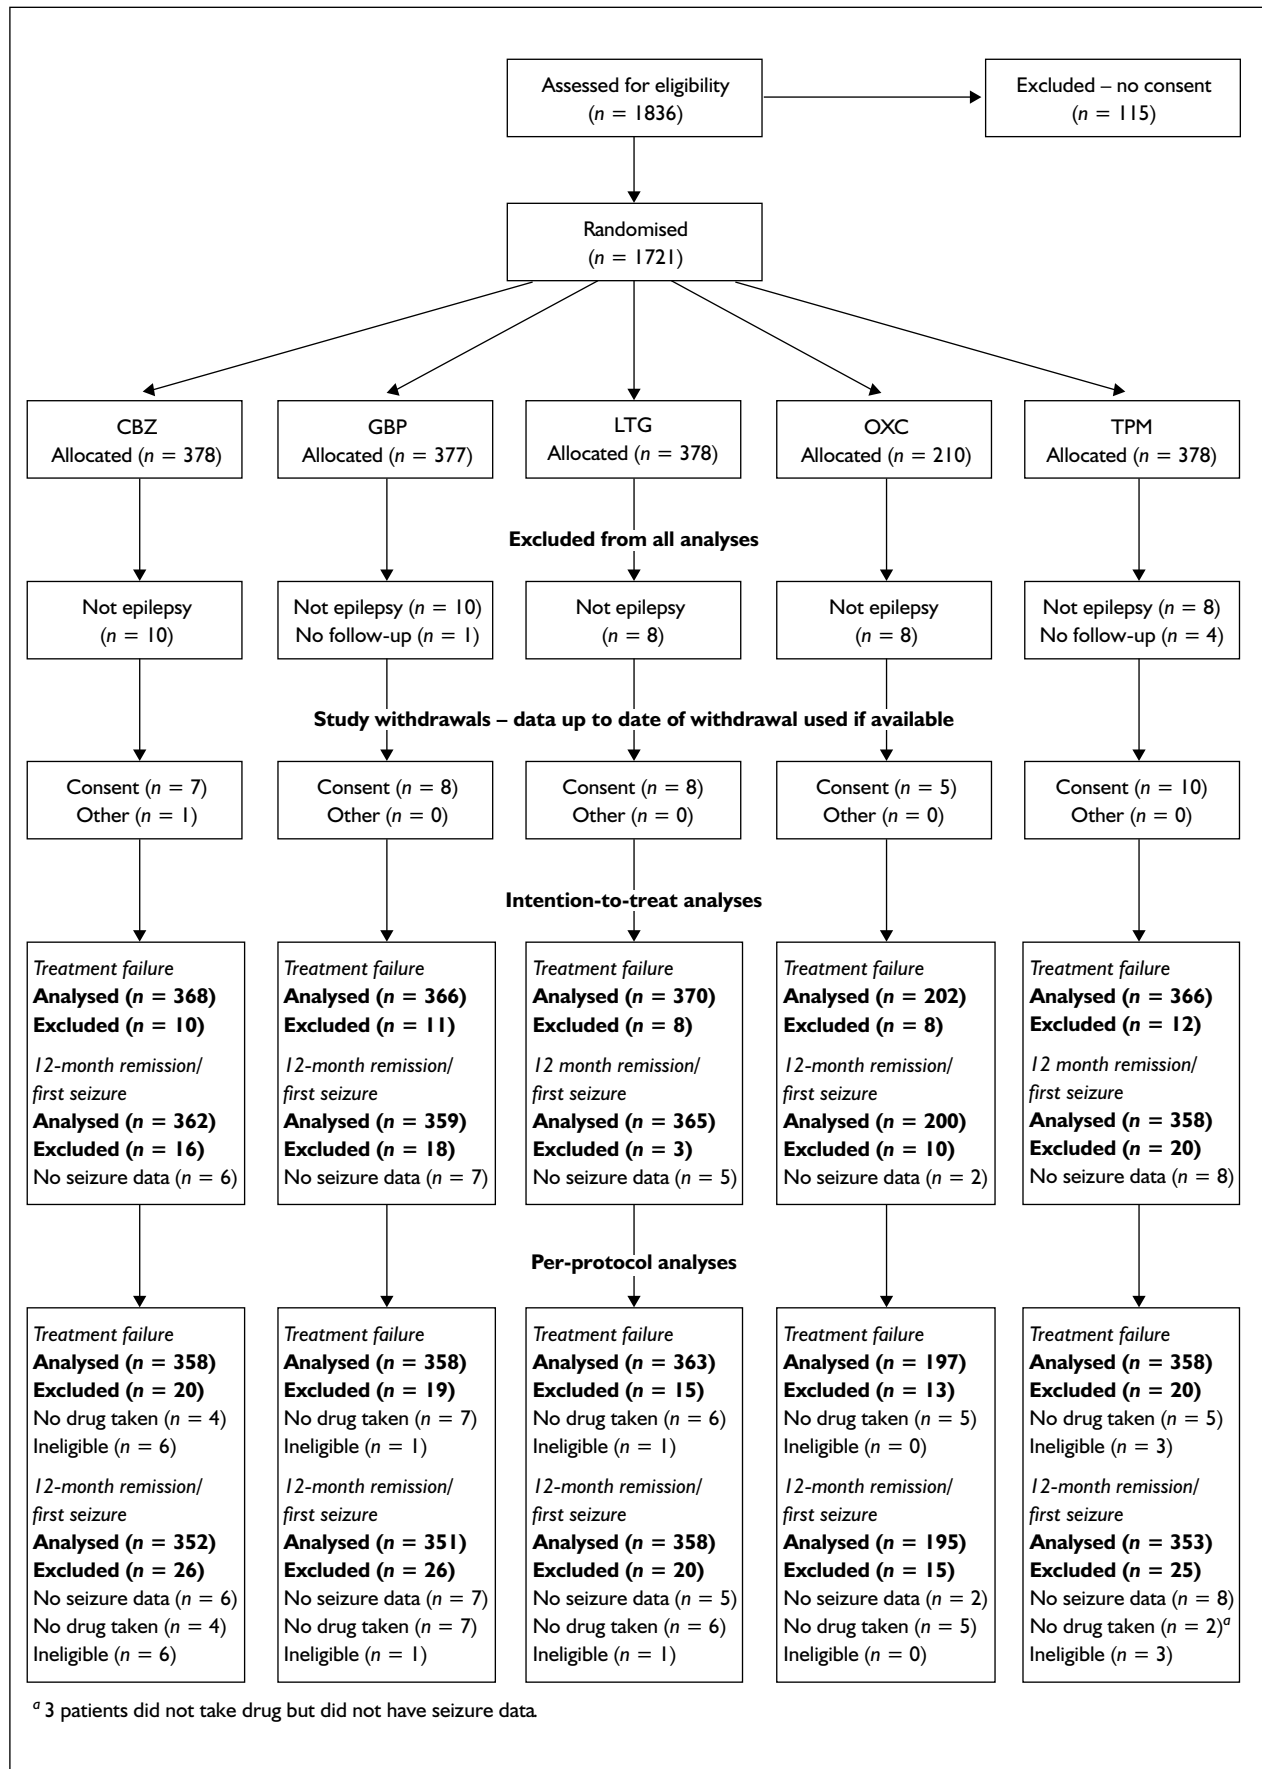 Assessed for eligibility
(n = 1836)
Excluded – no consent
(n = 115)
Randomised
(n = 1721)
CBZ
Allocated (n = 378)
GBP
Allocated (n = 377)
LTG
Allocated (n = 378)
OXC
Allocated (n = 210)
TPM
Allocated (n = 378)
Excluded from all analyses
Not epilepsy
(n = 10)
Not epilepsy (n = 10)
No follow-up (n = 1)
Not epilepsy
(n = 8)
Not epilepsy
(n = 8)
Not epilepsy (n = 8)
No follow-up (n = 4)
Study withdrawals – data up to date of withdrawal used if available
Consent (n = 7)
Other (n = 1)
Consent (n = 8)
Other (n = 0)
Consent (n = 8)
Other (n = 0)
Consent (n = 5)
Other (n = 0)
Consent (n = 10)
Other (n = 0)
Intention-to-treat analyses
Treatment failure
Analysed (n = 368)
Excluded (n = 10)
12-month remission/
first seizure
Analysed (n = 362)
Excluded (n = 16)
No seizure data (n = 6)
Treatment failure
Analysed (n = 366)
Excluded (n = 11)
12-month remission/
first seizure
Analysed (n = 359)
Excluded (n = 18)
No seizure data (n = 7)
Treatment failure
Analysed (n = 370)
Excluded (n = 8)
12 month remission/
first seizure
Analysed (n = 365)
Excluded (n = 3)
No seizure data (n = 5)
Treatment failure
Analysed (n = 202)
Excluded (n = 8)
12-month remission/
first seizure
Analysed (n = 200)
Excluded (n = 10)
No seizure data (n = 2)
Treatment failure
Analysed (n = 366)
Excluded (n = 12)
12 month remission/
first seizure
Analysed (n = 358)
Excluded (n = 20)
No seizure data (n = 8)
Per-protocol analyses
Treatment failure
Analysed (n = 358)
Excluded (n = 20)
No drug taken (n = 4)
Ineligible (n = 6)
12-month remission/
first seizure
Analysed (n = 352)
Excluded (n = 26)
No seizure data (n = 6)
No drug taken (n = 4)
Ineligible (n = 6)
Treatment failure
Analysed (n = 358)
Excluded (n = 19)
No drug taken (n = 7)
Ineligible (n = 1)
12-month remission/
first seizure
Analysed (n = 351)
Excluded (n = 26)
No seizure data (n = 7)
No drug taken (n = 7)
Ineligible (n = 1)
Treatment failure
Analysed (n = 363)
Excluded (n = 15)
No drug taken (n = 6)
Ineligible (n = 1)
12-month remission/
first seizure
Analysed (n = 358)
Excluded (n = 20)
No seizure data (n = 5)
No drug taken (n = 6)
Ineligible (n = 1)
Treatment failure
Analysed (n = 197)
Excluded (n = 13)
No drug taken (n = 5)
Ineligible (n = 0)
12-month remission/
first seizure
Analysed (n = 195)
Excluded (n = 15)
No seizure data (n = 2)
No drug taken (n = 5)
Ineligible (n = 0)
Treatment failure
Analysed (n = 358)
Excluded (n = 20)
No drug taken (n = 5)
Ineligible (n = 3)
12-month remission/
first seizure
Analysed (n = 353)
Excluded (n = 25)
No seizure data (n = 8)
No drug taken (n = 2)a
Ineligible (n = 3)
a 3 patients did not take drug but did not have seizure data.